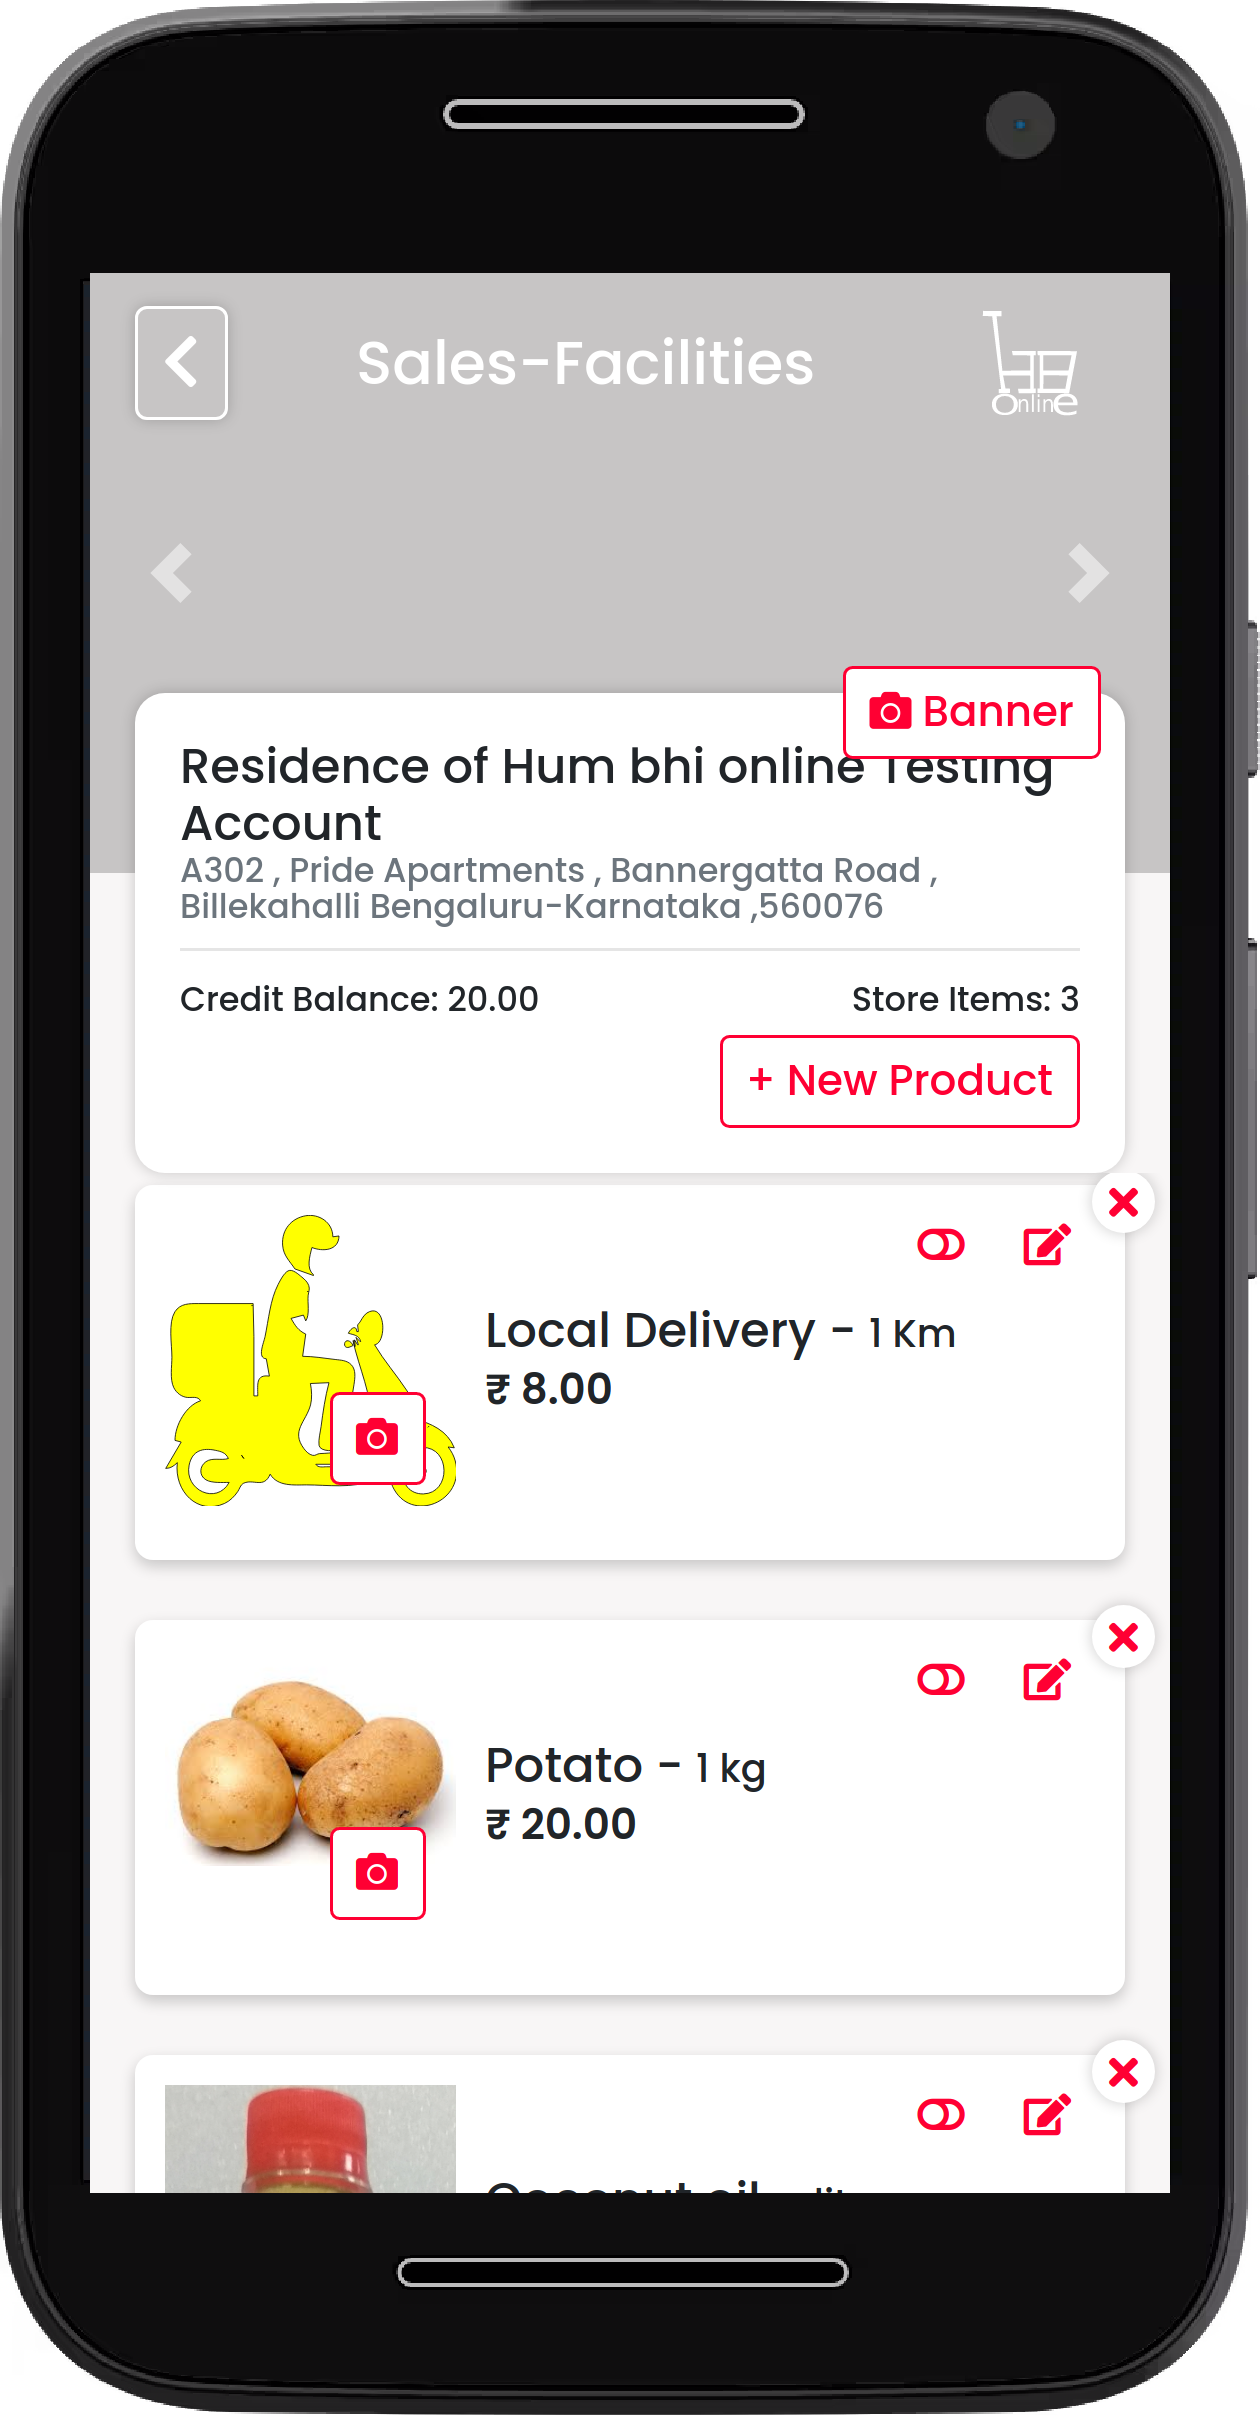 Sales-Facilities
OnlinE
Banner
Residence of Hum bhi online Testing
Account
A302 , Pride Apartments , Bannergatta Road ,
Billekahalli Bengaluru-Karnataka ,560076
Credit Balance: 20.00
Store Items: 3
+ New Product
Local Delivery - 1 Km
₹ 8.00
Potato - 1 kg
₹ 20.00
Coconut oil